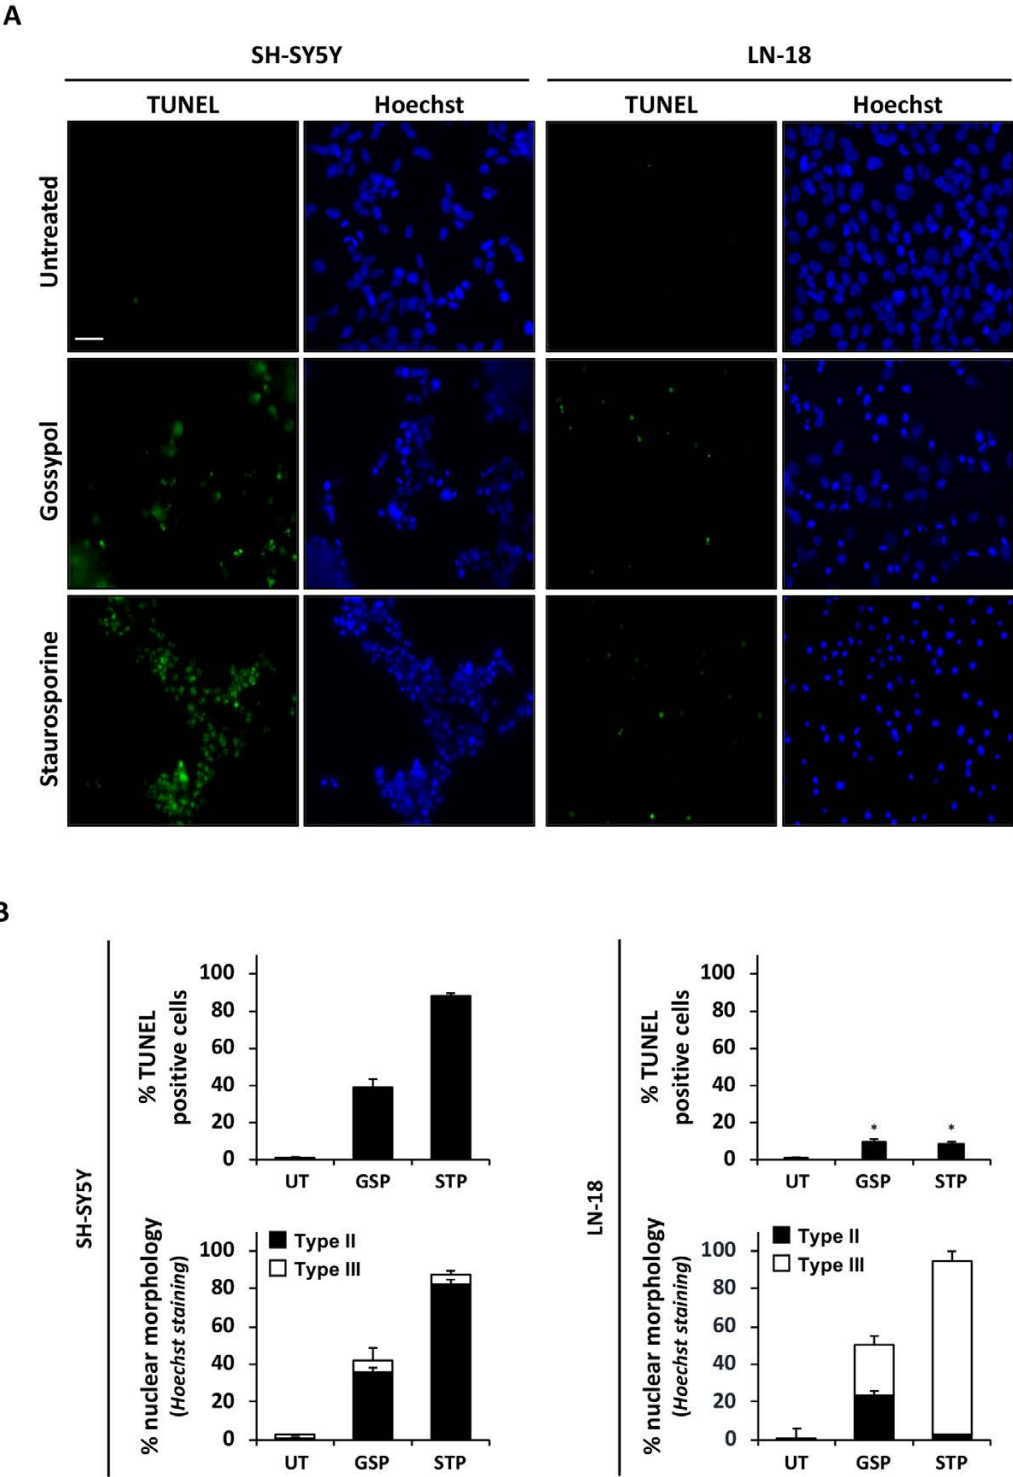 A
SH-SY5Y LN-18
TUNEL Hoechst TUNEL Hoechst
Untreated
Gossypol
Staurosporine
B
SH-SY5Y
% TUNEL
positive cells
100
80
60
40
20
0
UT GSP STP
% nuclear morphology
(Hoechst staining)
Type II
Type III
100
80
60
40
20
0
UT GSP STP
LN-18
% TUNEL
positive cells
100
80
60
40
20
0
* *
UT GSP STP
% nuclear morphology
(Hoechst staining)
Type II
Type III
100
80
60
40
20
0
UT GSP STP